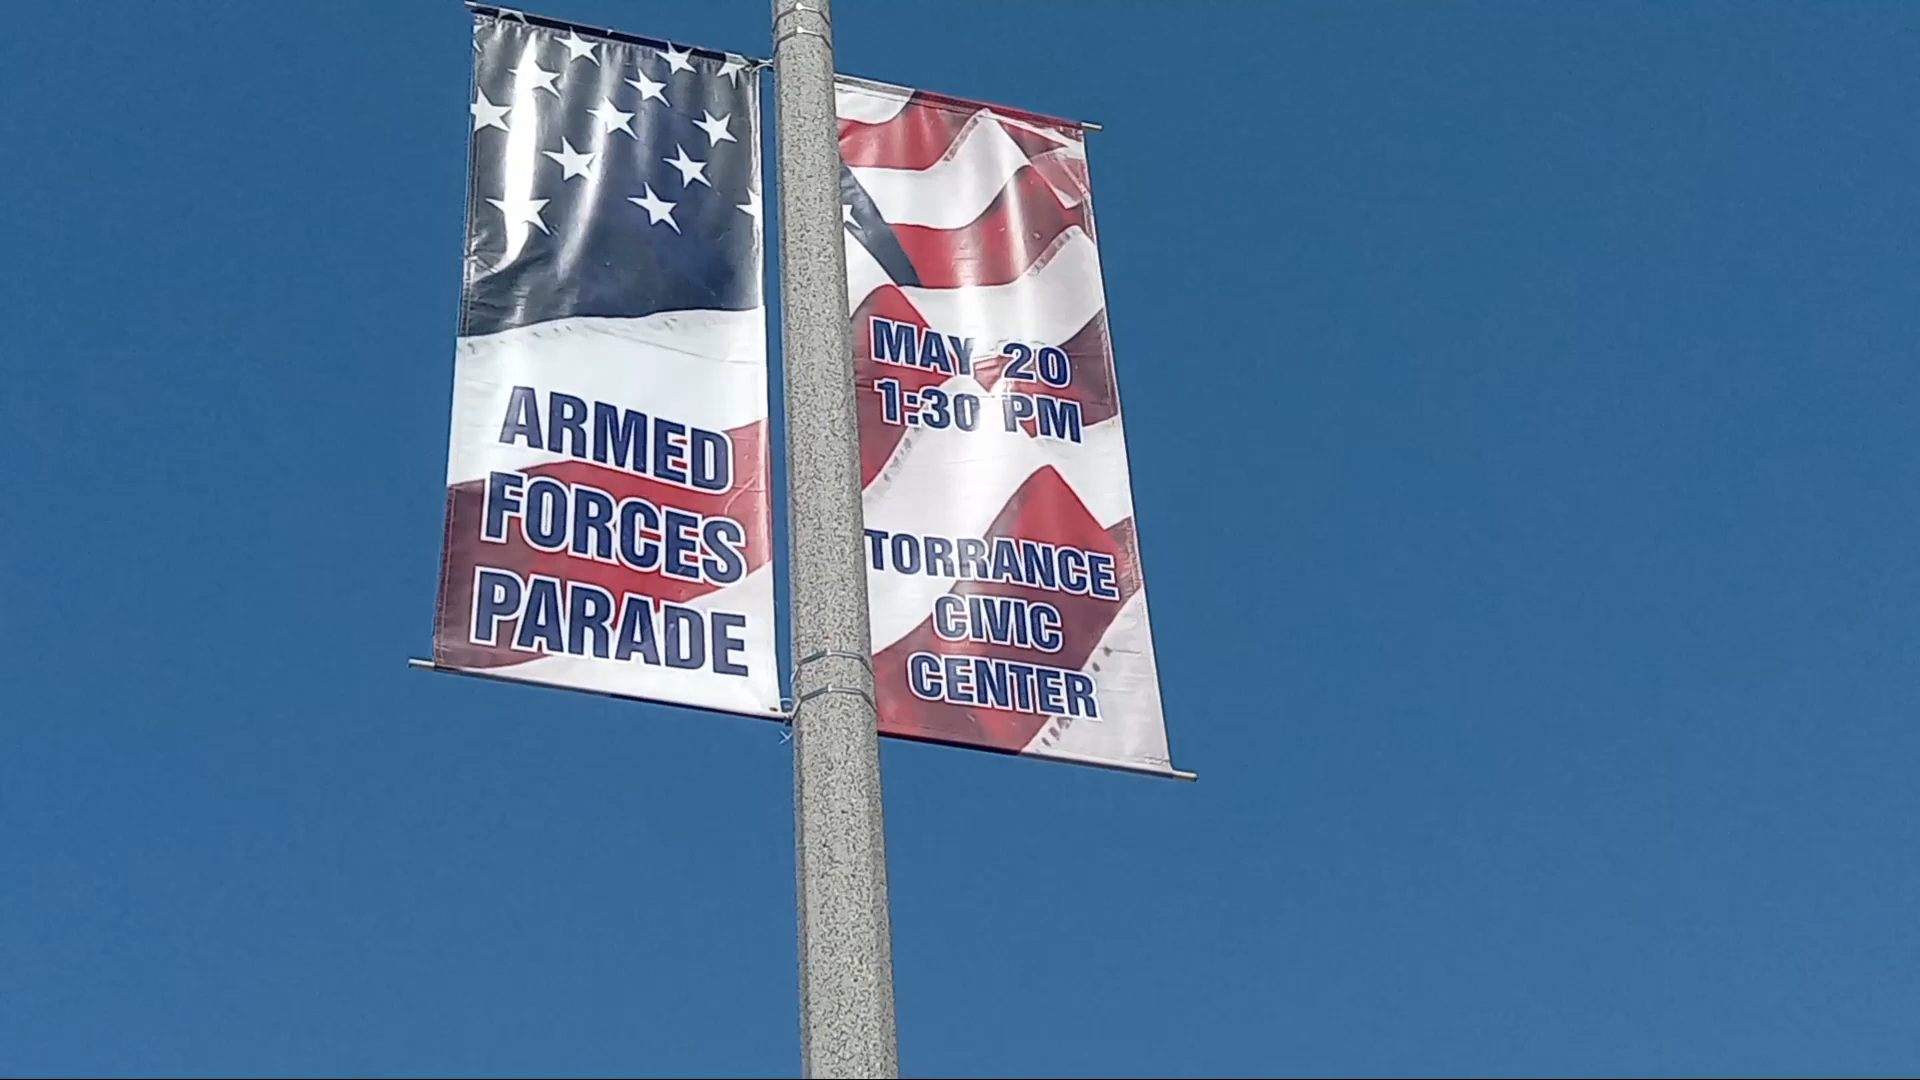 ARMED
FORCES
PARADE
MAY 20
1:30 PM
TORRANCE
CIVIC
CENTER